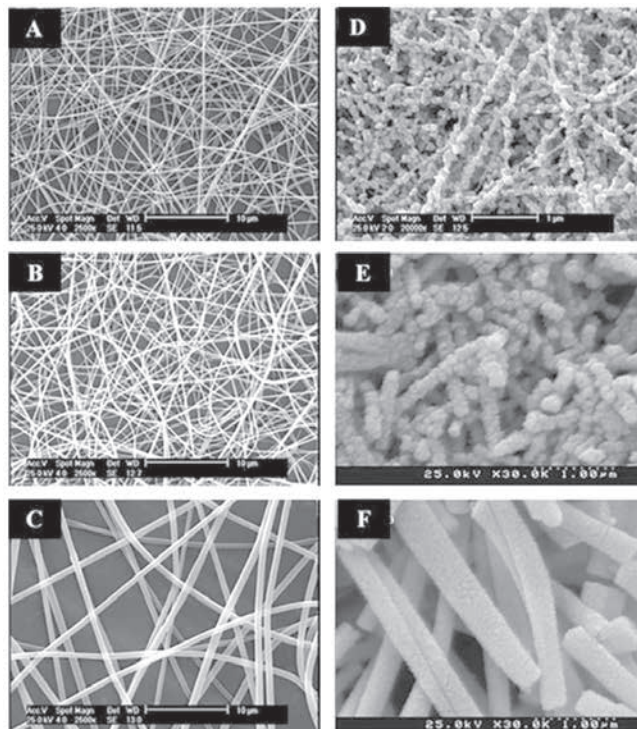 A
Acc.V Spot Magn Det WD
25.0 kV 4.0 2500x SE 11.5
10 µm
D
Acc.V Spot Magn Det WD
25.0 kV 2.0 20000x SE 12.5
1 µm
B
Acc.V Spot Magn Det WD
25.0 kV 4.0 2500x SE 12.7
10 µm
E
25.0kV X30.0K 1.00µm
C
Acc.V Spot Magn Det WD
25.0 kV 4.0 2500x SE 13.0
10 µm
F
25.0kV X30.0K 1.00µm